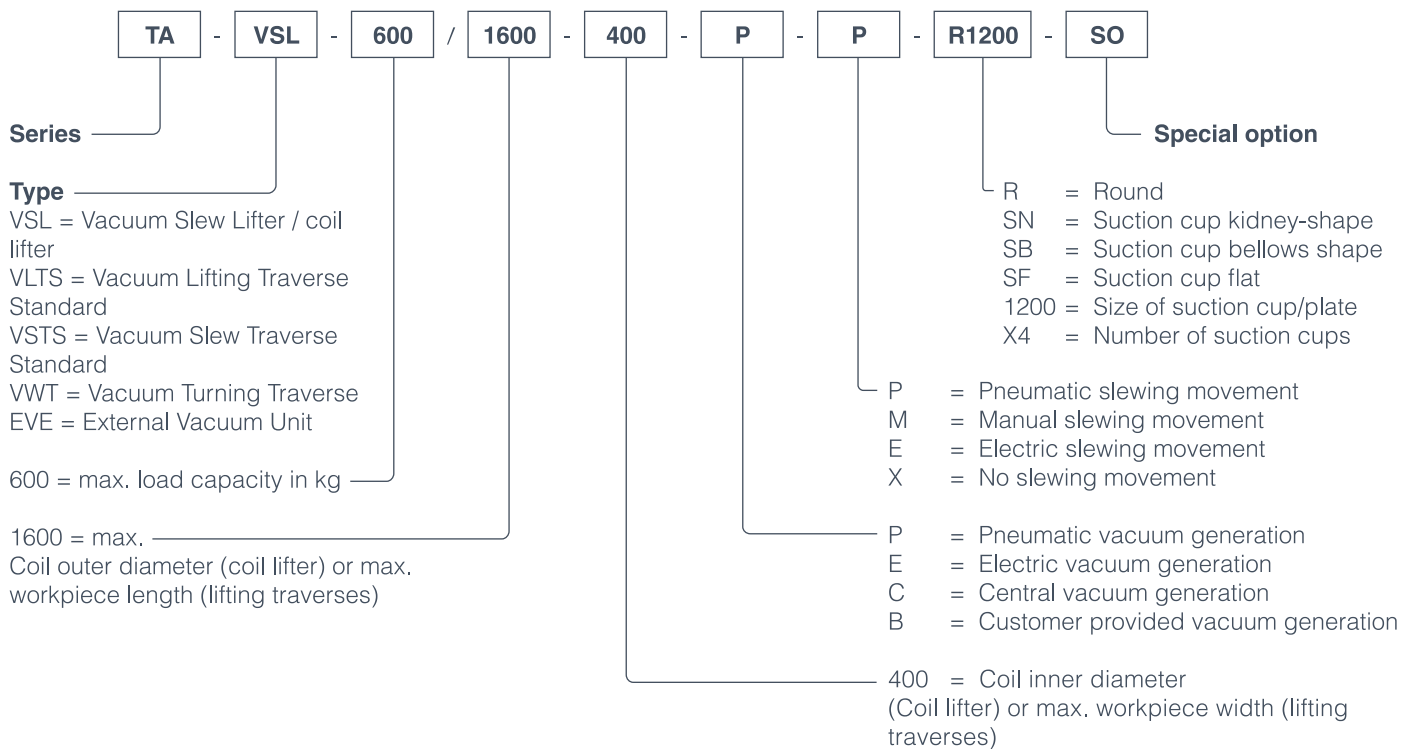 TA - VSL - 600 / 1600 - 400 - P - P - R1200 - SO
Series
Special option
Type
VSL = Vacuum Slew Lifter / coil
lifter
VLTS = Vacuum Lifting Traverse
Standard
VSTS = Vacuum Slew Traverse
Standard
VWT = Vacuum Turning Traverse
EVE = External Vacuum Unit
600 = max. load capacity in kg
1600 = max.
Coil outer diameter (coil lifter) or max.
workpiece length (lifting traverses)
R = Round
SN = Suction cup kidney-shape
SB = Suction cup bellows shape
SF = Suction cup flat
1200 = Size of suction cup/plate
X4 = Number of suction cups
P = Pneumatic slewing movement
M = Manual slewing movement
E = Electric slewing movement
X = No slewing movement
P = Pneumatic vacuum generation
E = Electric vacuum generation
C = Central vacuum generation
B = Customer provided vacuum generation
400 = Coil inner diameter
(Coil lifter) or max. workpiece width (lifting
traverses)